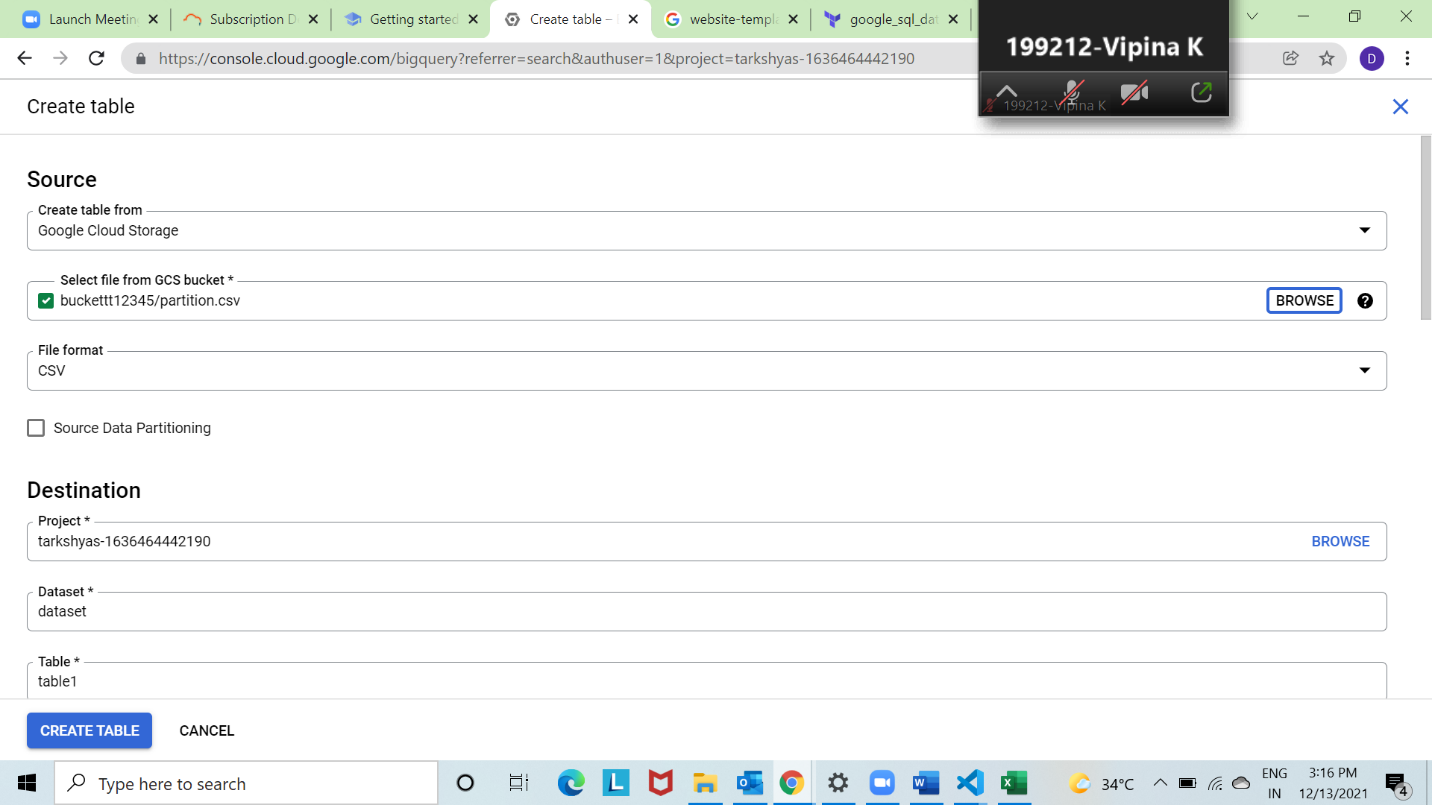 Launch Meetin
Subscription D
Getting started
Create table –
website-templ
google_sql_dat
199212-Vipina K
199212-Vipina K
https://console.cloud.google.com/bigquery?referrer=search&authuser=1&project=tarkshyas-1636464442190
D
Create table
Source
Create table from
Google Cloud Storage
Select file from GCS bucket *
buckettt12345/partition.csv
BROWSE
File format
CSV
Source Data Partitioning
Destination
Project *
tarkshyas-1636464442190
BROWSE
Dataset *
dataset
Table *
table1
CREATE TABLE
CANCEL
Type here to search
34°C
ENG
IN
3:16 PM
12/13/2021
4